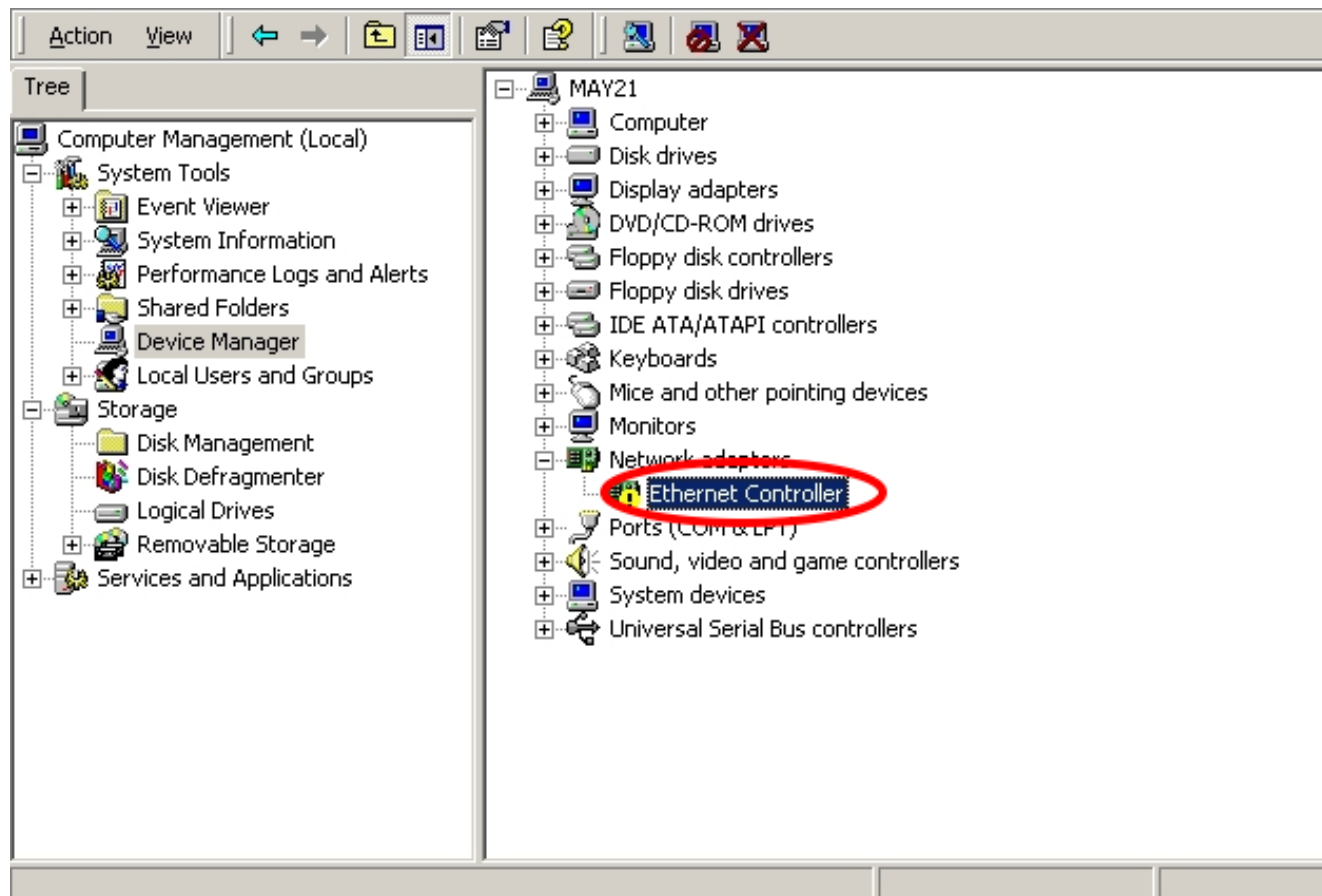 Action View
Tree
Computer Management (Local)
System Tools
Event Viewer
System Information
Performance Logs and Alerts
Shared Folders
Device Manager
Local Users and Groups
Storage
Disk Management
Disk Defragmenter
Logical Drives
Removable Storage
Services and Applications
MAY21
Computer
Disk drives
Display adapters
DVD/CD-ROM drives
Floppy disk controllers
Floppy disk drives
IDE ATA/ATAPI controllers
Keyboards
Mice and other pointing devices
Monitors
Network adapters
Ethernet Controller
Ports (COM & LPT)
Sound, video and game controllers
System devices
Universal Serial Bus controllers